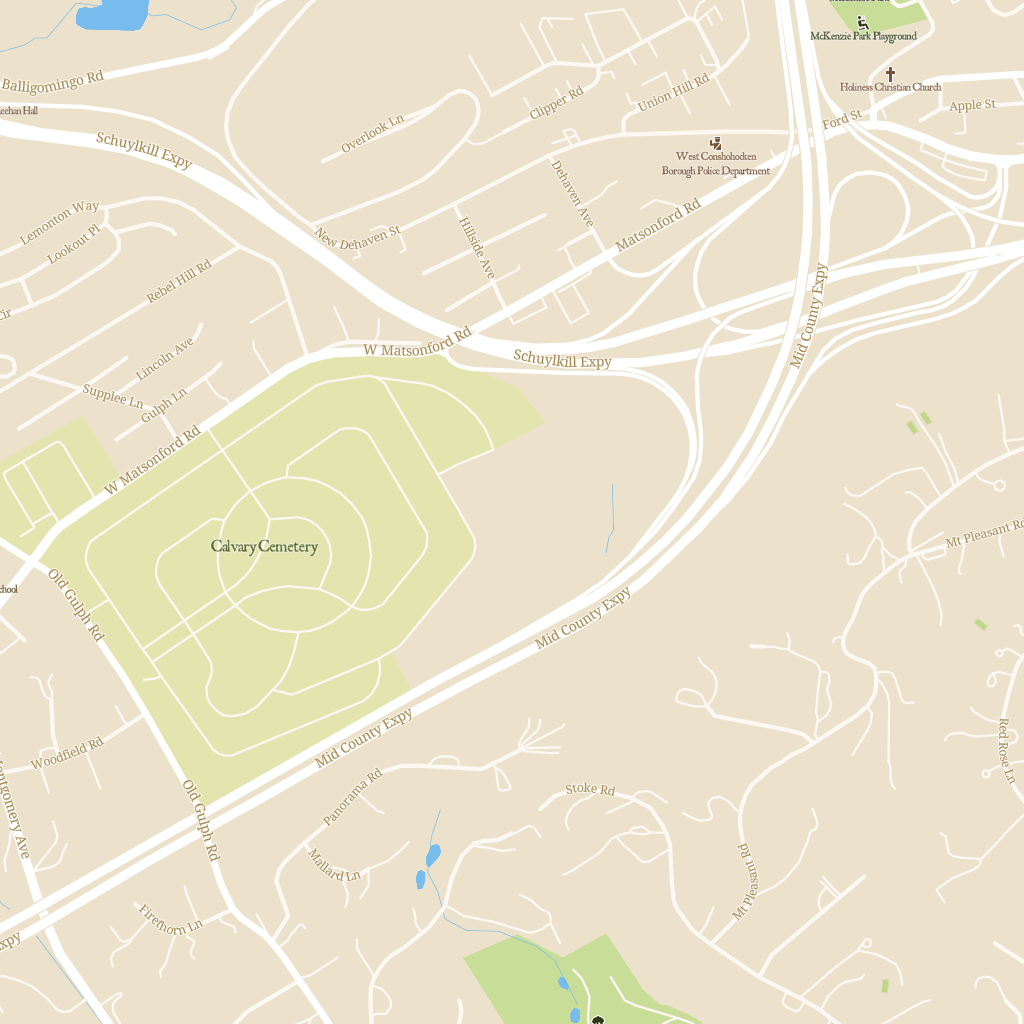 McKenzie Park Playground
Balligomingo Rd
Holiness Christian Church
Clipper Rd
Union Hill Rd
Apple St
Ford St
Overlook Ln
Schuylkill Expy
West Conshohocken
Borough Police Department
Dehaven Ave
Lemonton Way
Lookout Pl
New Dehaven St
Hillside Ave
Matsonford Rd
Rebel Hill Rd
Cir
Mid County Expy
W Matsonford Rd
Schuylkill Expy
Lincoln Ave
Supplee Ln
Gulph Ln
W Matsonford Rd
Calvary Cemetery
Mt Pleasant Rd
Old Gulph Rd
Mid County Expy
Mid County Expy
Woodfield Rd
Red Rose Ln
Montgomery Ave
Panorama Rd
Old Gulph Rd
Stoke Rd
Mallard Ln
Mt Pleasant Rd
Firethorn Ln
Expy